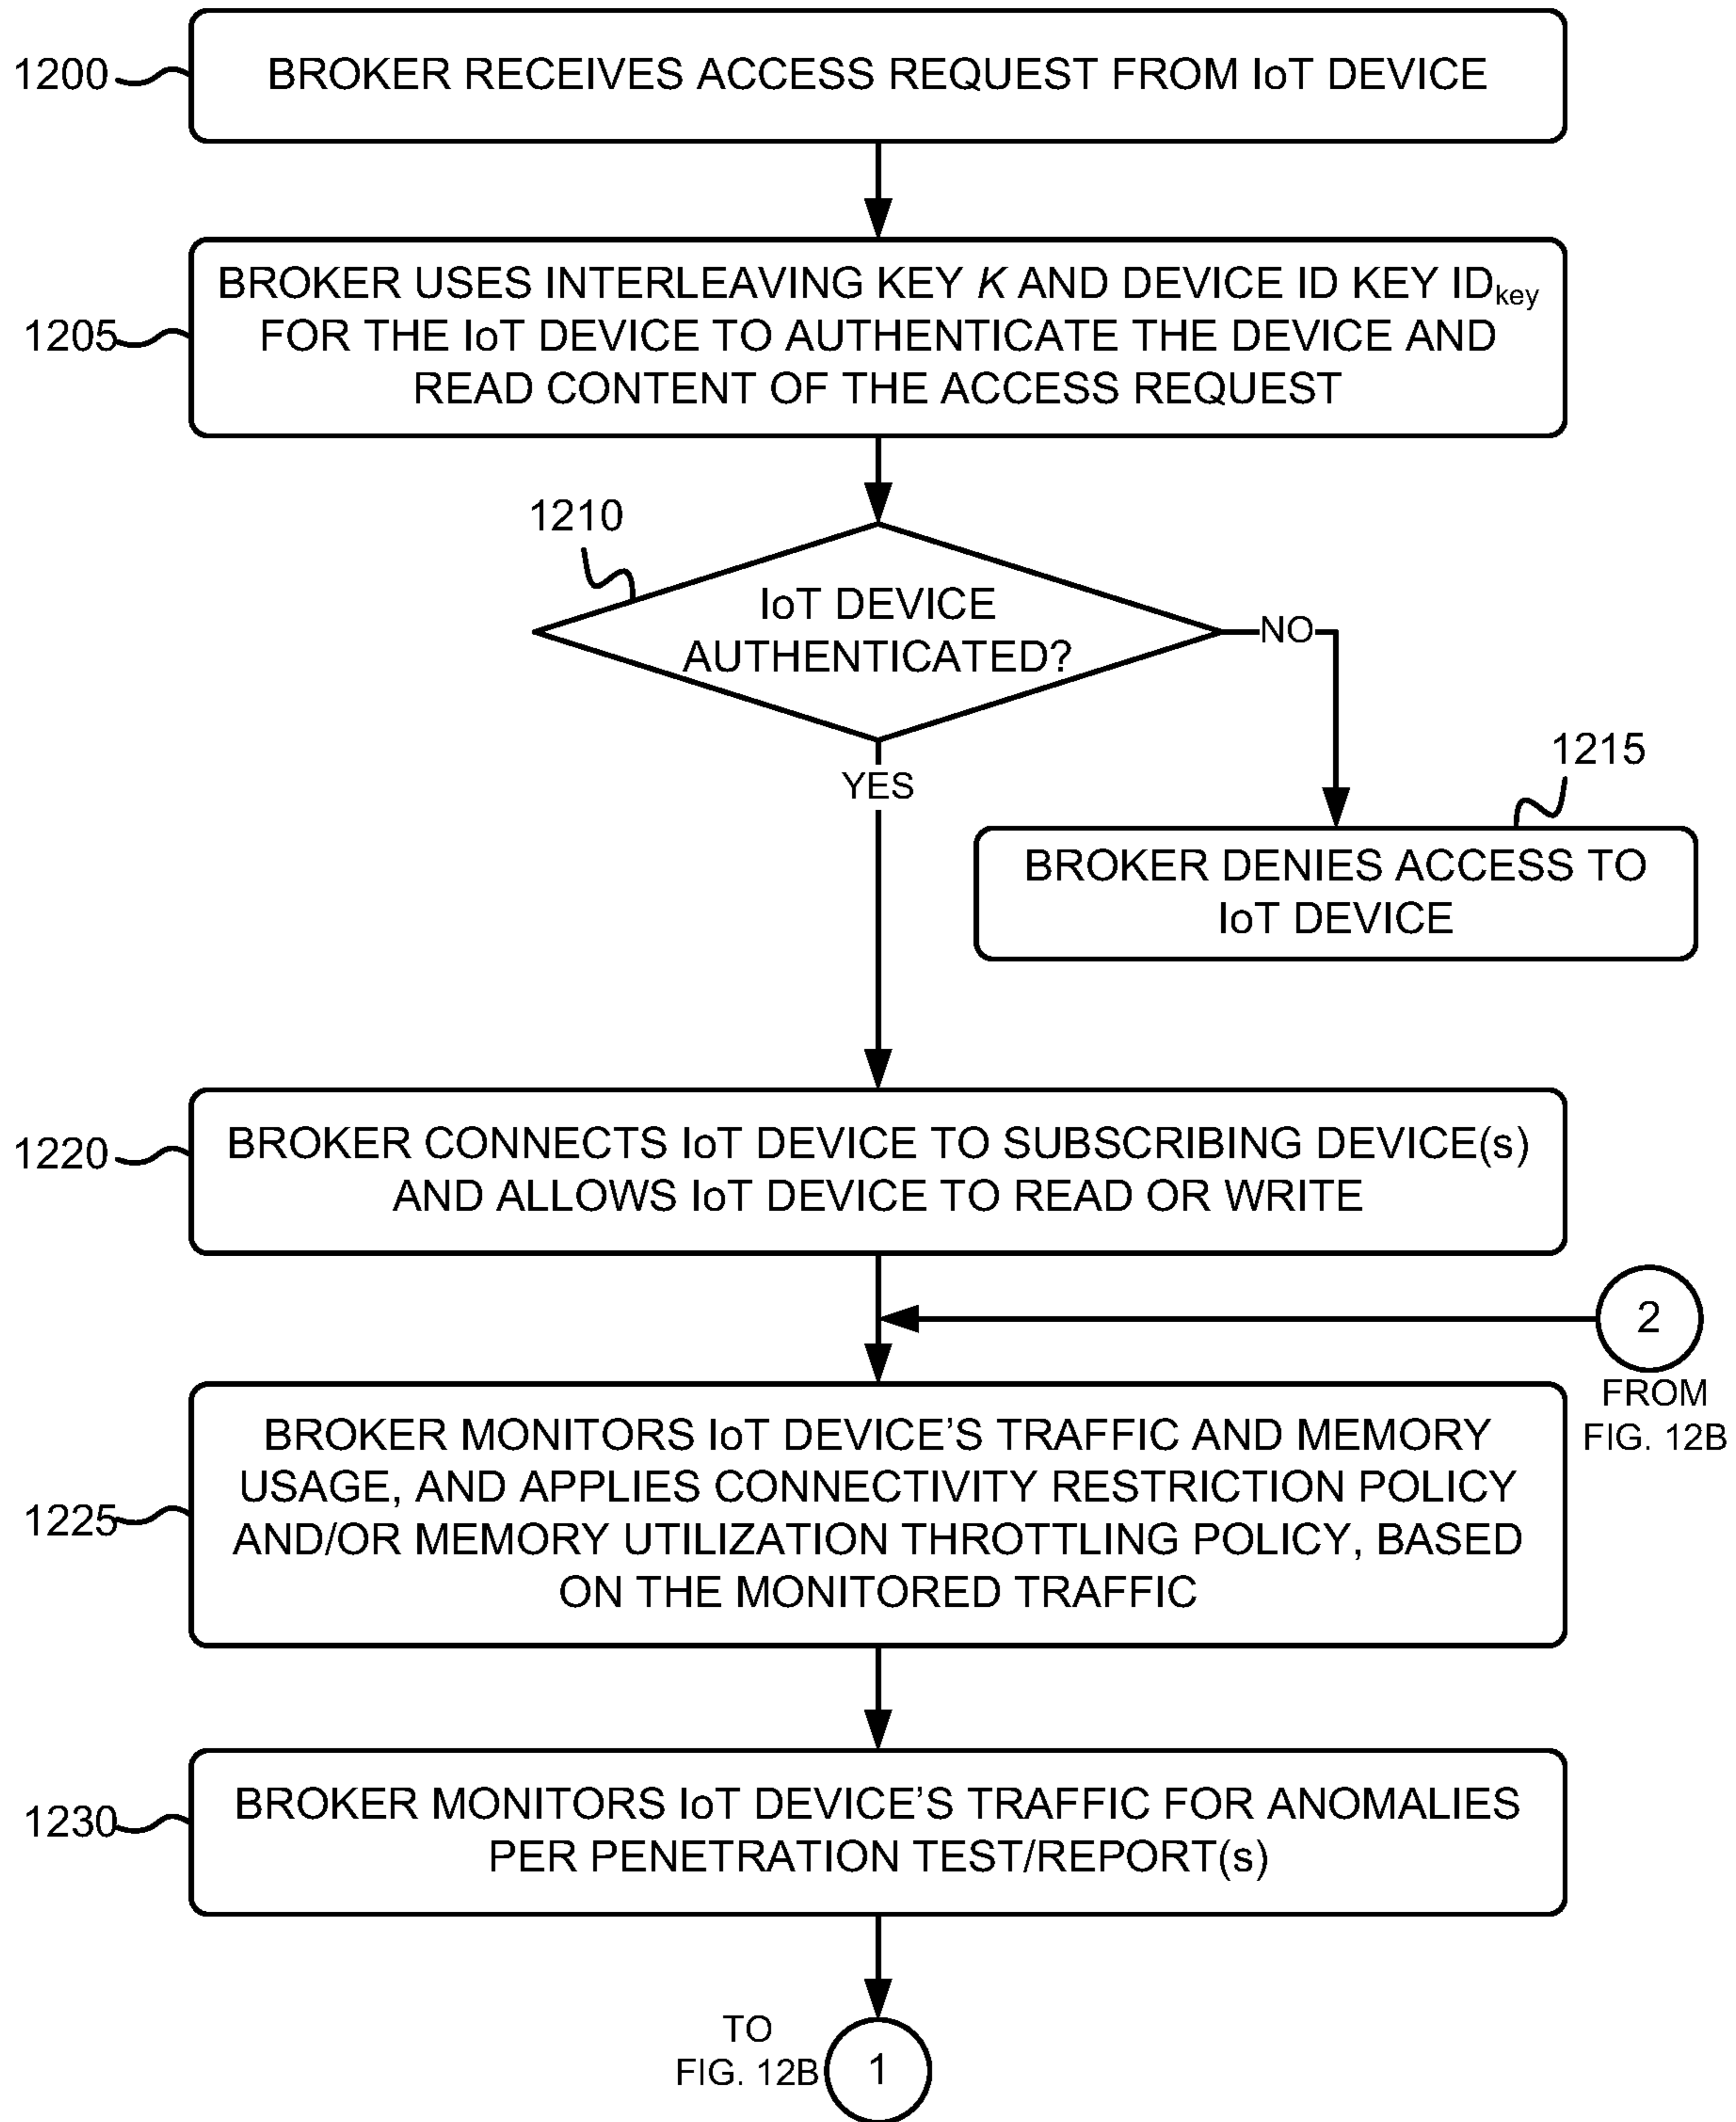 1200
BROKER RECEIVES ACCESS REQUEST FROM IoT DEVICE
BROKER USES INTERLEAVING KEY K AND DEVICE ID KEY IDkey
1205
FOR THE IoT DEVICE TO AUTHENTICATE THE DEVICE AND
READ CONTENT OF THE ACCESS REQUEST
1210
IoT DEVICE
AUTHENTICATED?
NO
YES
1215
BROKER DENIES ACCESS TO
IoT DEVICE
1220
BROKER CONNECTS IoT DEVICE TO SUBSCRIBING DEVICE(s)
AND ALLOWS IoT DEVICE TO READ OR WRITE
2
FROM
FIG. 12B
BROKER MONITORS IoT DEVICE'S TRAFFIC AND MEMORY
USAGE, AND APPLIES CONNECTIVITY RESTRICTION POLICY
1225
AND/OR MEMORY UTILIZATION THROTTLING POLICY, BASED
ON THE MONITORED TRAFFIC
1230
BROKER MONITORS IoT DEVICE'S TRAFFIC FOR ANOMALIES
PER PENETRATION TEST/REPORT(s)
TO
FIG. 12B
1